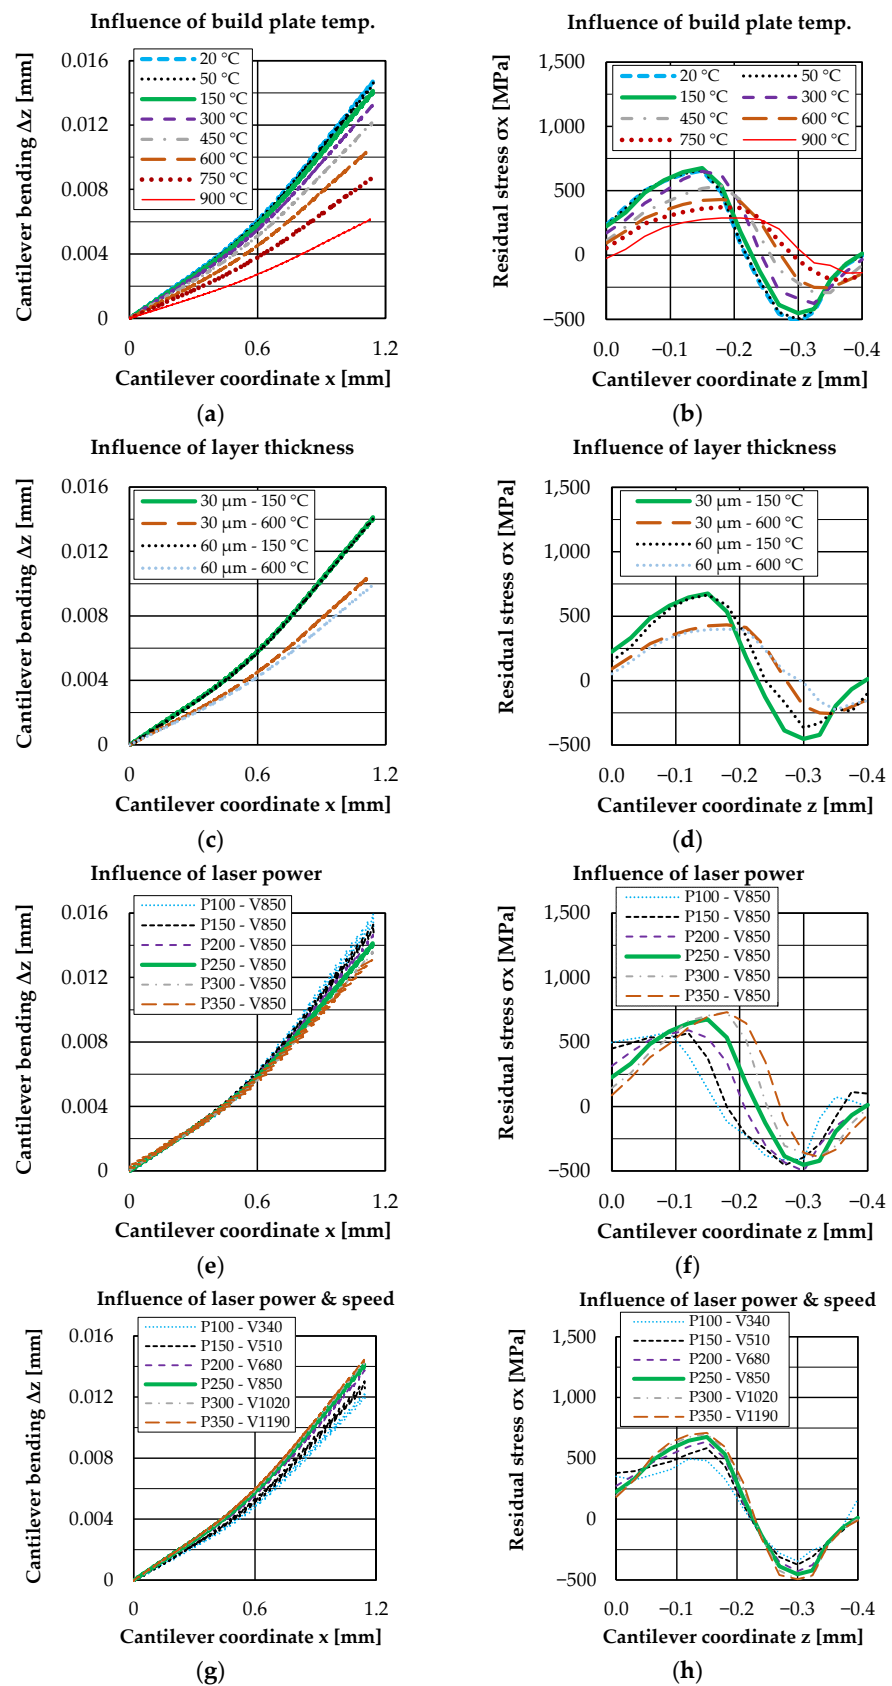 Influence of build plate temp.
Cantilever bending Δz [mm]
0.016
0.012
0.008
0.004
0
20 °C
50 °C
150 °C
300 °C
450 °C
600 °C
750 °C
900 °C
0 0.6 1.2
Cantilever coordinate x [mm]
(a)
Influence of build plate temp.
Residual stress σx [MPa]
1,500
1,000
500
0
−500
20 °C 50 °C
150 °C 300 °C
450 °C 600 °C
750 °C 900 °C
0.0 −0.1 −0.2 −0.3 −0.4
Cantilever coordinate z [mm]
(b)
Influence of layer thickness
Cantilever bending Δz [mm]
0.016
0.012
0.008
0.004
0
30 µm - 150 °C
30 µm - 600 °C
60 µm - 150 °C
60 µm - 600 °C
0 0.6 1.2
Cantilever coordinate x [mm]
(c)
Influence of layer thickness
Residual stress σx [MPa]
1,500
1,000
500
0
−500
30 µm - 150 °C
30 µm - 600 °C
60 µm - 150 °C
60 µm - 600 °C
0.0 −0.1 −0.2 −0.3 −0.4
Cantilever coordinate z [mm]
(d)
Influence of laser power
Cantilever bending Δz [mm]
0.016
0.012
0.008
0.004
0
P100 - V850
P150 - V850
P200 - V850
P250 - V850
P300 - V850
P350 - V850
0 0.6 1.2
Cantilever coordinate x [mm]
(e)
Influence of laser power
Residual stress σx [MPa]
1,500
1,000
500
0
−500
P100 - V850
P150 - V850
P200 - V850
P250 - V850
P300 - V850
P350 - V850
0.0 −0.1 −0.2 −0.3 −0.4
Cantilever coordinate z [mm]
(f)
Influence of laser power & speed
Cantilever bending Δz [mm]
0.016
0.012
0.008
0.004
0
P100 - V340
P150 - V510
P200 - V680
P250 - V850
P300 - V1020
P350 - V1190
0 0.6 1.2
Cantilever coordinate x [mm]
(g)
Influence of laser power & speed
Residual stress σx [MPa]
1,500
1,000
500
0
−500
P100 - V340
P150 - V510
P200 - V680
P250 - V850
P300 - V1020
P350 - V1190
0.0 −0.1 −0.2 −0.3 −0.4
Cantilever coordinate z [mm]
(h)